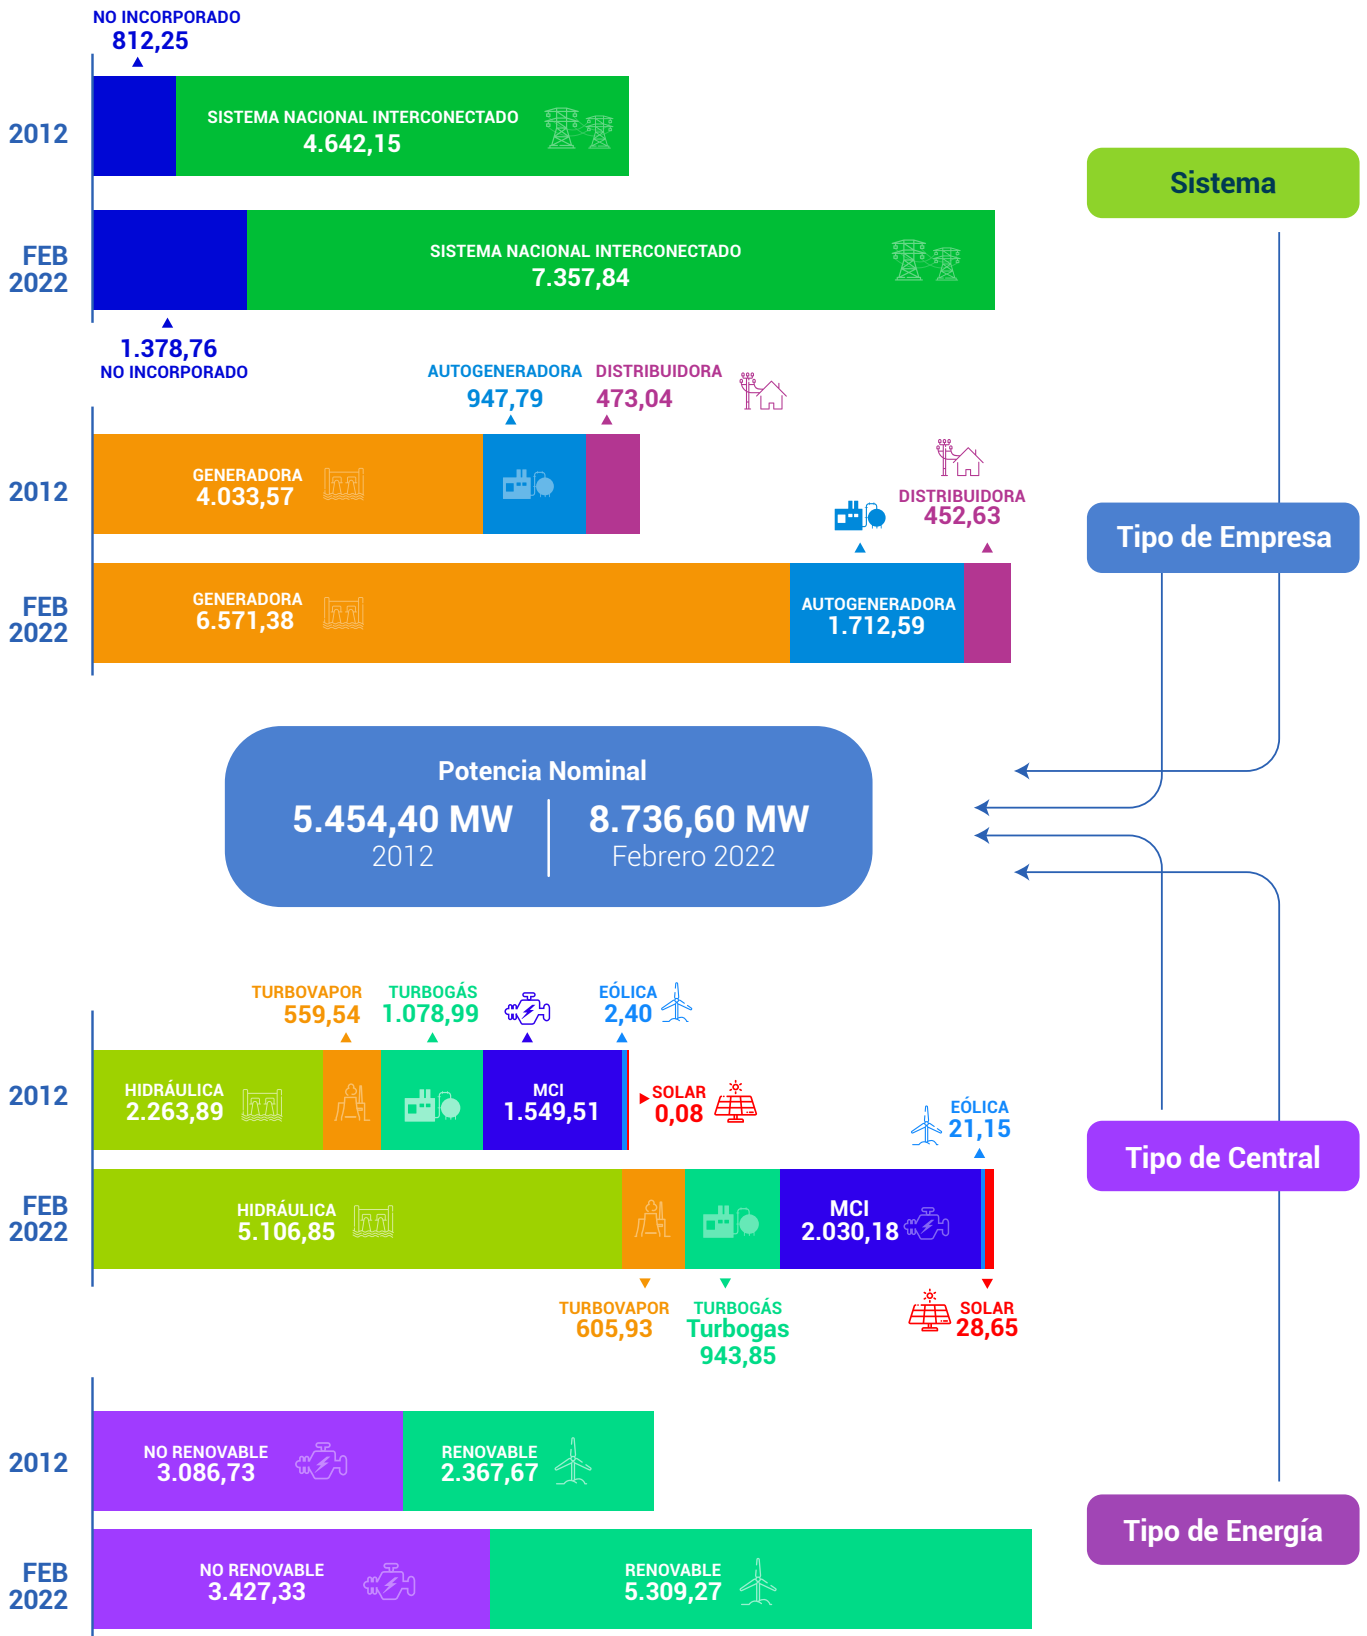 NO INCORPORADO
812,25
2012
SISTEMA NACIONAL INTERCONECTADO
4.642,15
Sistema
FEB
2022
SISTEMA NACIONAL INTERCONECTADO
7.357,84
1.378,76
NO INCORPORADO
AUTOGENERADORA
947,79
DISTRIBUIDORA
473,04
2012
GENERADORA
4.033,57
DISTRIBUIDORA
452,63
Tipo de Empresa
FEB
2022
GENERADORA
6.571,38
AUTOGENERADORA
1.712,59
Potencia Nominal
5.454,40 MW
2012
8.736,60 MW
Febrero 2022
TURBOVAPOR
559,54
TURBOGÁS
1.078,99
EÓLICA
2,40
2012
HIDRÁULICA
2.263,89
MCI
1.549,51
SOLAR
0,08
EÓLICA
21,15
Tipo de Central
FEB
2022
HIDRÁULICA
5.106,85
MCI
2.030,18
TURBOVAPOR
605,93
TURBOGÁS
Turbogas
943,85
SOLAR
28,65
2012
NO RENOVABLE
3.086,73
RENOVABLE
2.367,67
Tipo de Energía
FEB
2022
NO RENOVABLE
3.427,33
RENOVABLE
5.309,27